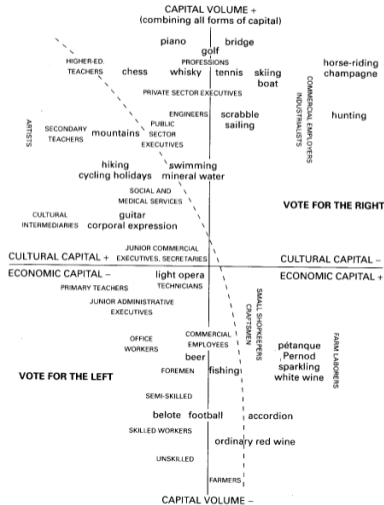 CAPITAL VOLUME +
(combining all forms of capital)
piano bridge
golf
HIGHER-ED. TEACHERS
PROFESSIONS
horse-riding
champagne
chess whisky tennis skiing
boat
PRIVATE SECTOR EXECUTIVES
COMMERCIAL EMPLOYERS
INDUSTRIALISTS
ARTISTS
ENGINEERS
scrabble
sailing
hunting
SECONDARY
TEACHERS
mountains
PUBLIC
SECTOR
EXECUTIVES
hiking
cycling holidays
swimming
mineral water
SOCIAL AND
MEDICAL SERVICES
VOTE FOR THE RIGHT
CULTURAL
INTERMEDIARIES
guitar
corporal expression
JUNIOR COMMERCIAL
EXECUTIVES. SECRETARIES
CULTURAL CAPITAL +
CULTURAL CAPITAL –
ECONOMIC CAPITAL –
ECONOMIC CAPITAL +
light opera
TECHNICIANS
PRIMARY TEACHERS
JUNIOR ADMINISTRATIVE
EXECUTIVES
SMALL SHOPKEEPERS
CRAFTSMEN
OFFICE
WORKERS
COMMERCIAL
EMPLOYEES
beer
pétanque
Pernod
sparkling
white wine
FARM LABORERS
FOREMEN
fishing
VOTE FOR THE LEFT
SEMI-SKILLED
belote football accordion
SKILLED WORKERS
ordinary red wine
UNSKILLED
FARMERS
CAPITAL VOLUME –